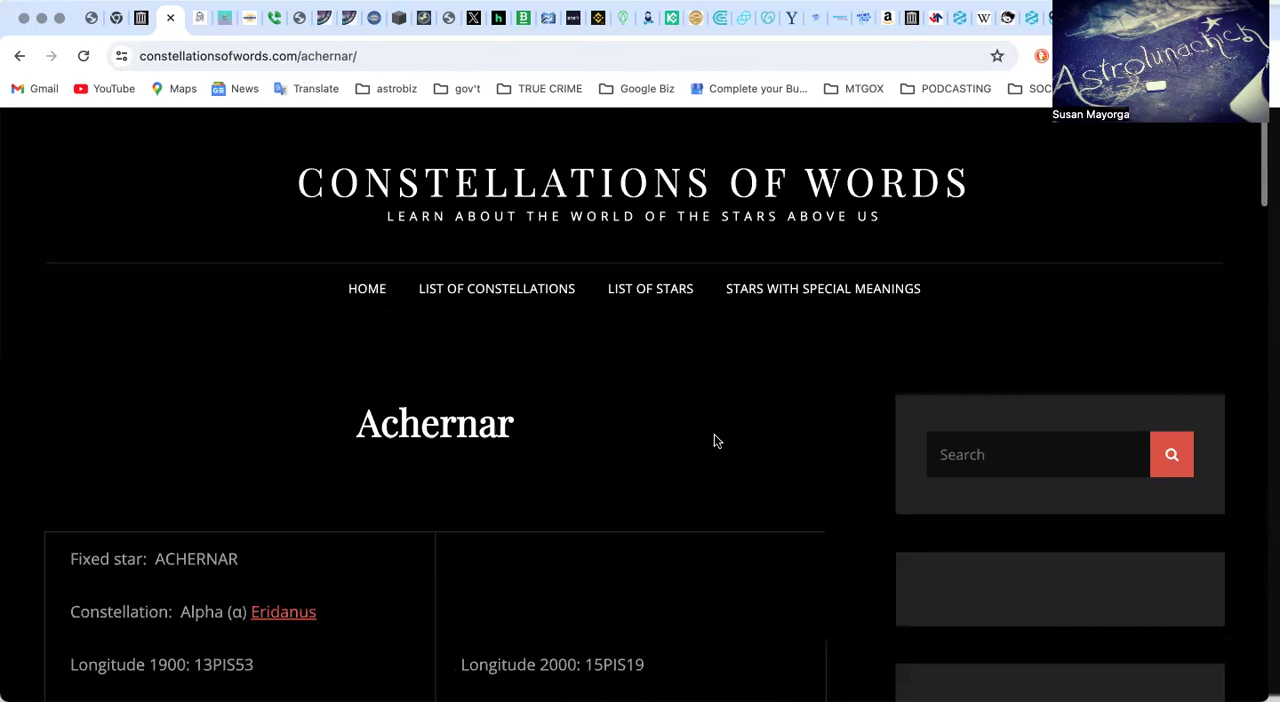 constellationsofwords.com/achernar/
Gmail YouTube Maps News Translate astrobiz gov't TRUE CRIME Google Biz Complete your Bu... MTGOX PODCASTING SOC
Astrolunachick
Susan Mayorga
CONSTELLATIONS OF WORDS
LEARN ABOUT THE WORLD OF THE STARS ABOVE US
HOME LIST OF CONSTELLATIONS LIST OF STARS STARS WITH SPECIAL MEANINGS
Achernar
Search
Fixed star: ACHERNAR
Constellation: Alpha (α) Eridanus
Longitude 1900: 13PIS53 Longitude 2000: 15PIS19